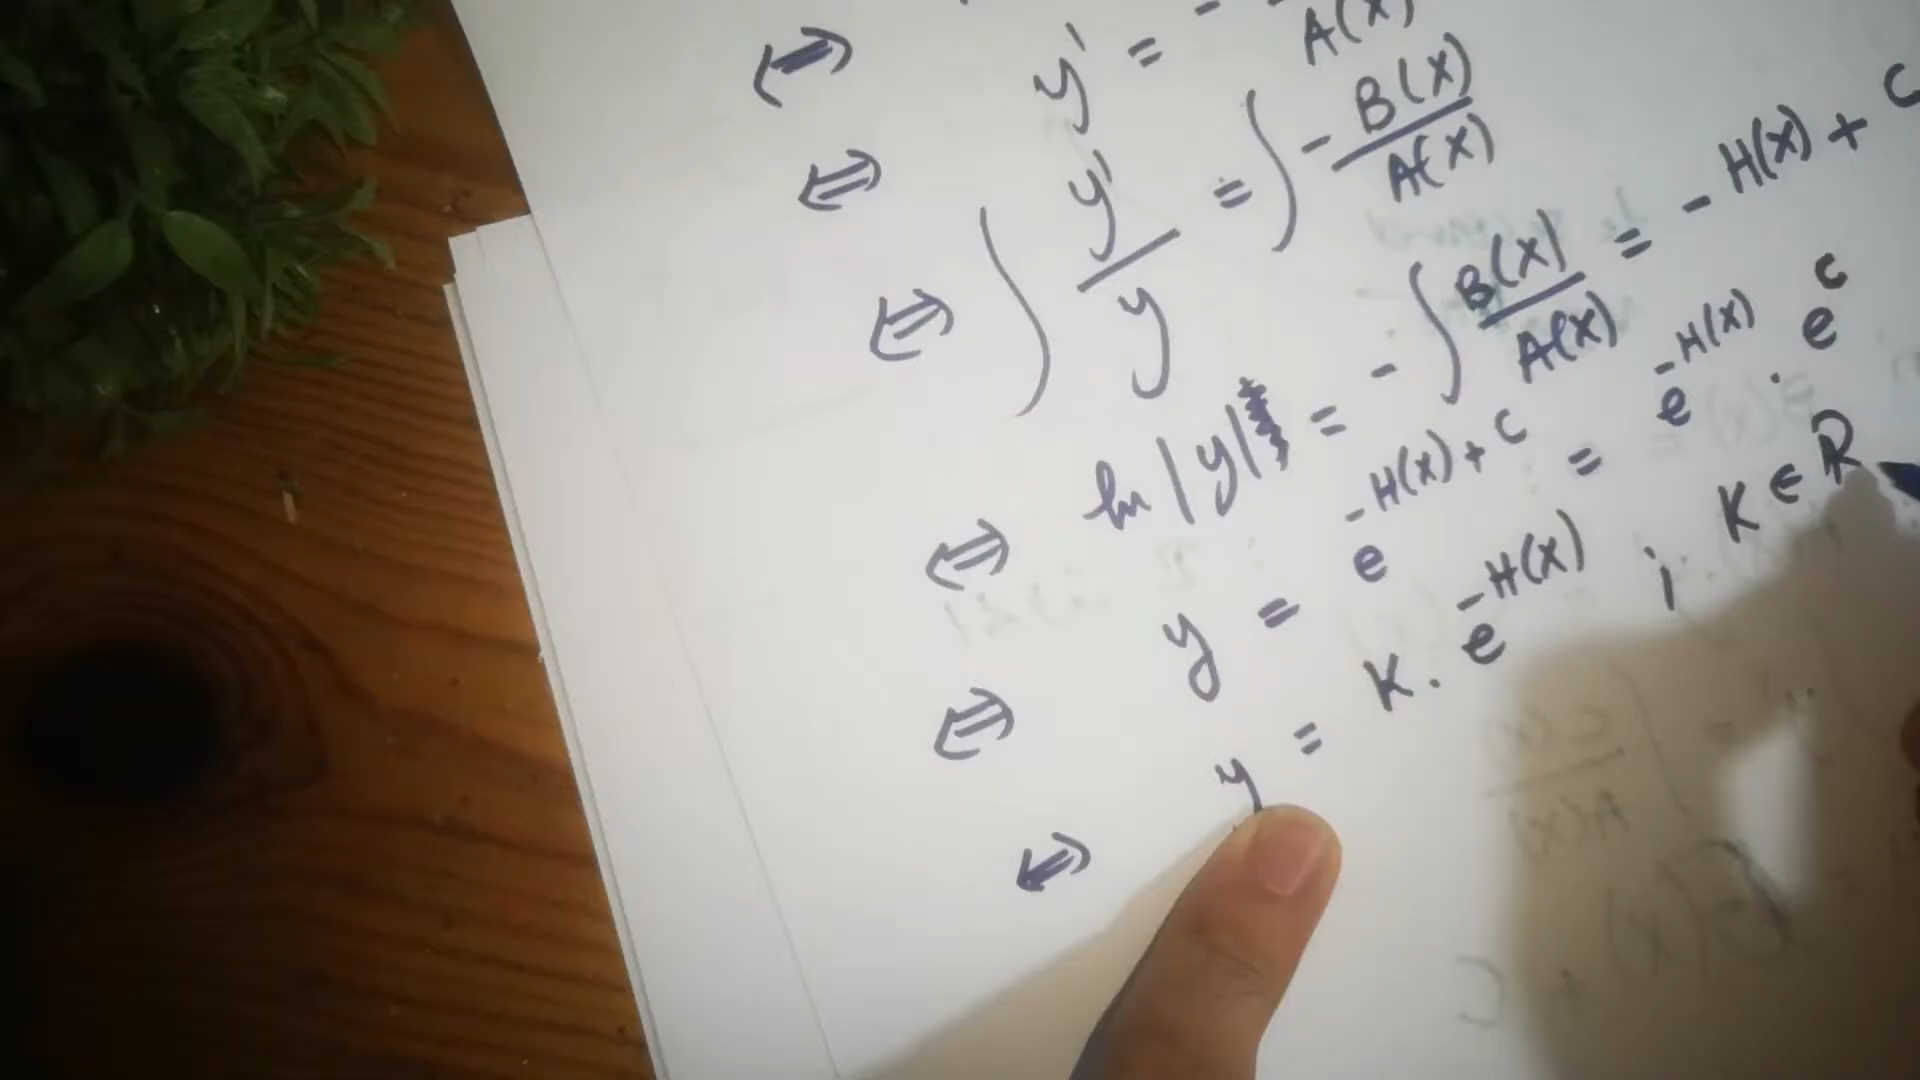 ⇔ y' = - A(x)
⇔ y'/y = ∫ - B(x)/A(x)
⇔ ∫ y'/y = - ∫ B(x)/A(x) = - H(x) + C
⇔ ln |y| = e^(-H(x) + C) = e^(-H(x)) . e^C
⇔ y = K . e^(-H(x)) ; K ∈ R
⇔ y =